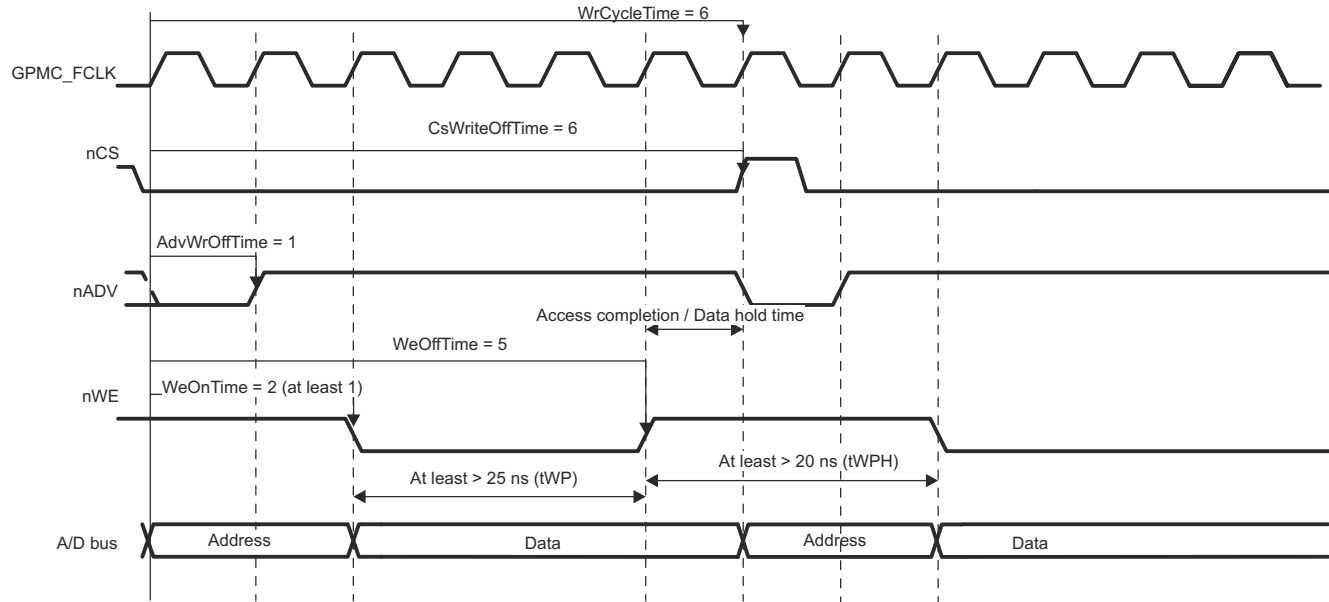 WrCycleTime = 6
GPMC_FCLK
CsWriteOffTime = 6
nCS
AdvWrOffTime = 1
nADV
Access completion / Data hold time
WeOffTime = 5
WeOnTime = 2 (at least 1)
nWE
At least > 20 ns (tWPH)
At least > 25 ns (tWP)
A/D bus Address Data Address Data